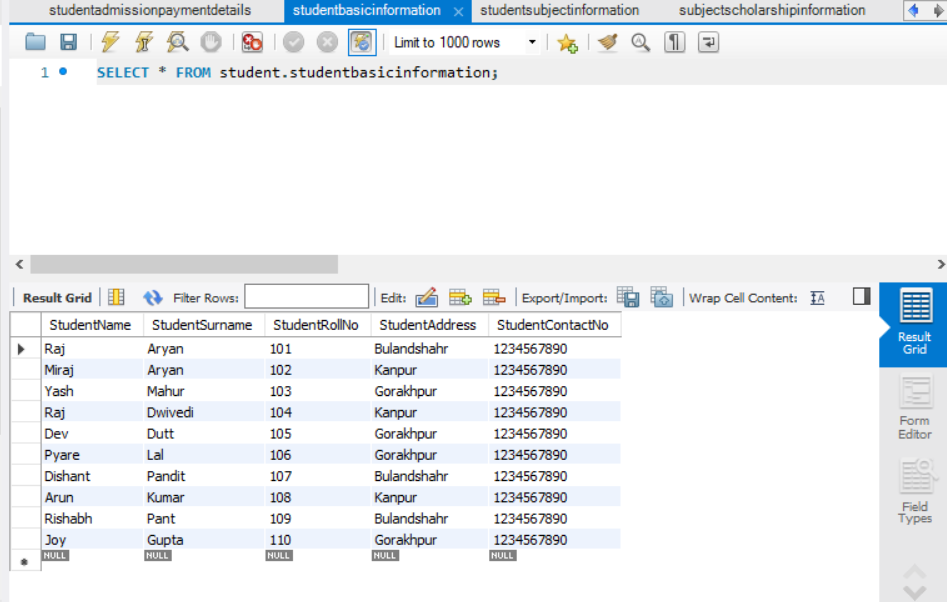 studentadmissionpaymentdetails studentbasicinformation studentsubjectinformation subjectscholarshipinformation
Limit to 1000 rows
1 SELECT * FROM student.studentbasicinformation;
Result Grid Filter Rows: Edit: Export/Import: Wrap Cell Content:
StudentName StudentSurname StudentRollNo StudentAddress StudentContactNo
Raj Aryan 101 Bulandshahr 1234567890
Miraj Aryan 102 Kanpur 1234567890
Yash Mahur 103 Gorakhpur 1234567890
Raj Dwivedi 104 Kanpur 1234567890
Dev Dutt 105 Gorakhpur 1234567890
Pyare Lal 106 Gorakhpur 1234567890
Dishant Pandit 107 Bulandshahr 1234567890
Arun Kumar 108 Kanpur 1234567890
Rishabh Pant 109 Bulandshahr 1234567890
Joy Gupta 110 Gorakhpur 1234567890
NULL NULL NULL NULL NULL
Result
Grid
Form
Editor
Field
Types